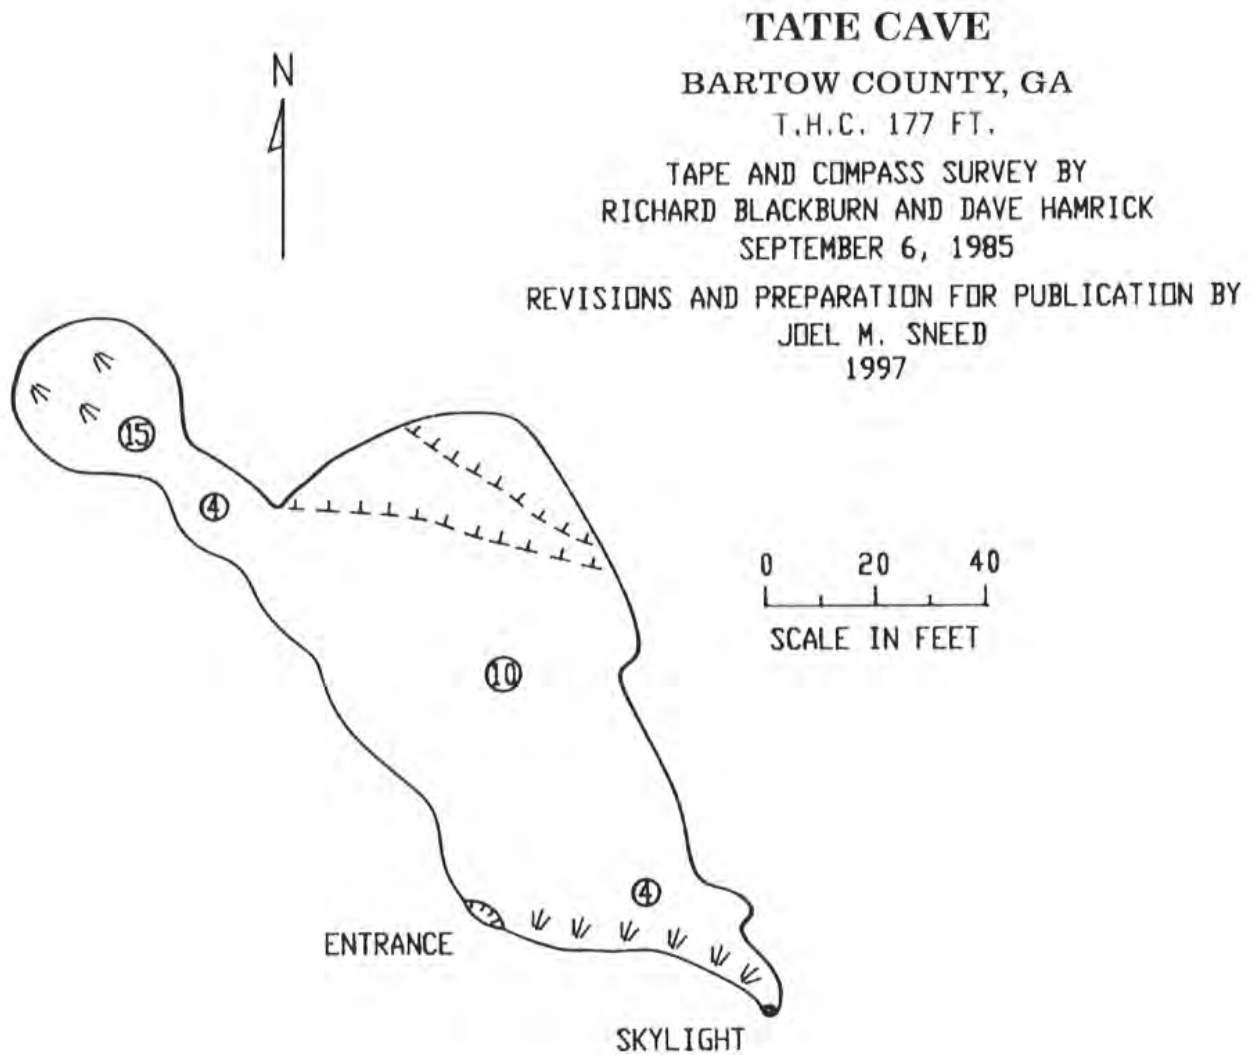 TATE CAVE
BARTOW COUNTY, GA
T.H.C. 177 FT.
TAPE AND COMPASS SURVEY BY
RICHARD BLACKBURN AND DAVE HAMRICK
SEPTEMBER 6, 1985
REVISIONS AND PREPARATION FOR PUBLICATION BY
JOEL M. SNEED
1997
N
15
4
0 20 40
SCALE IN FEET
10
4
ENTRANCE
SKYLIGHT